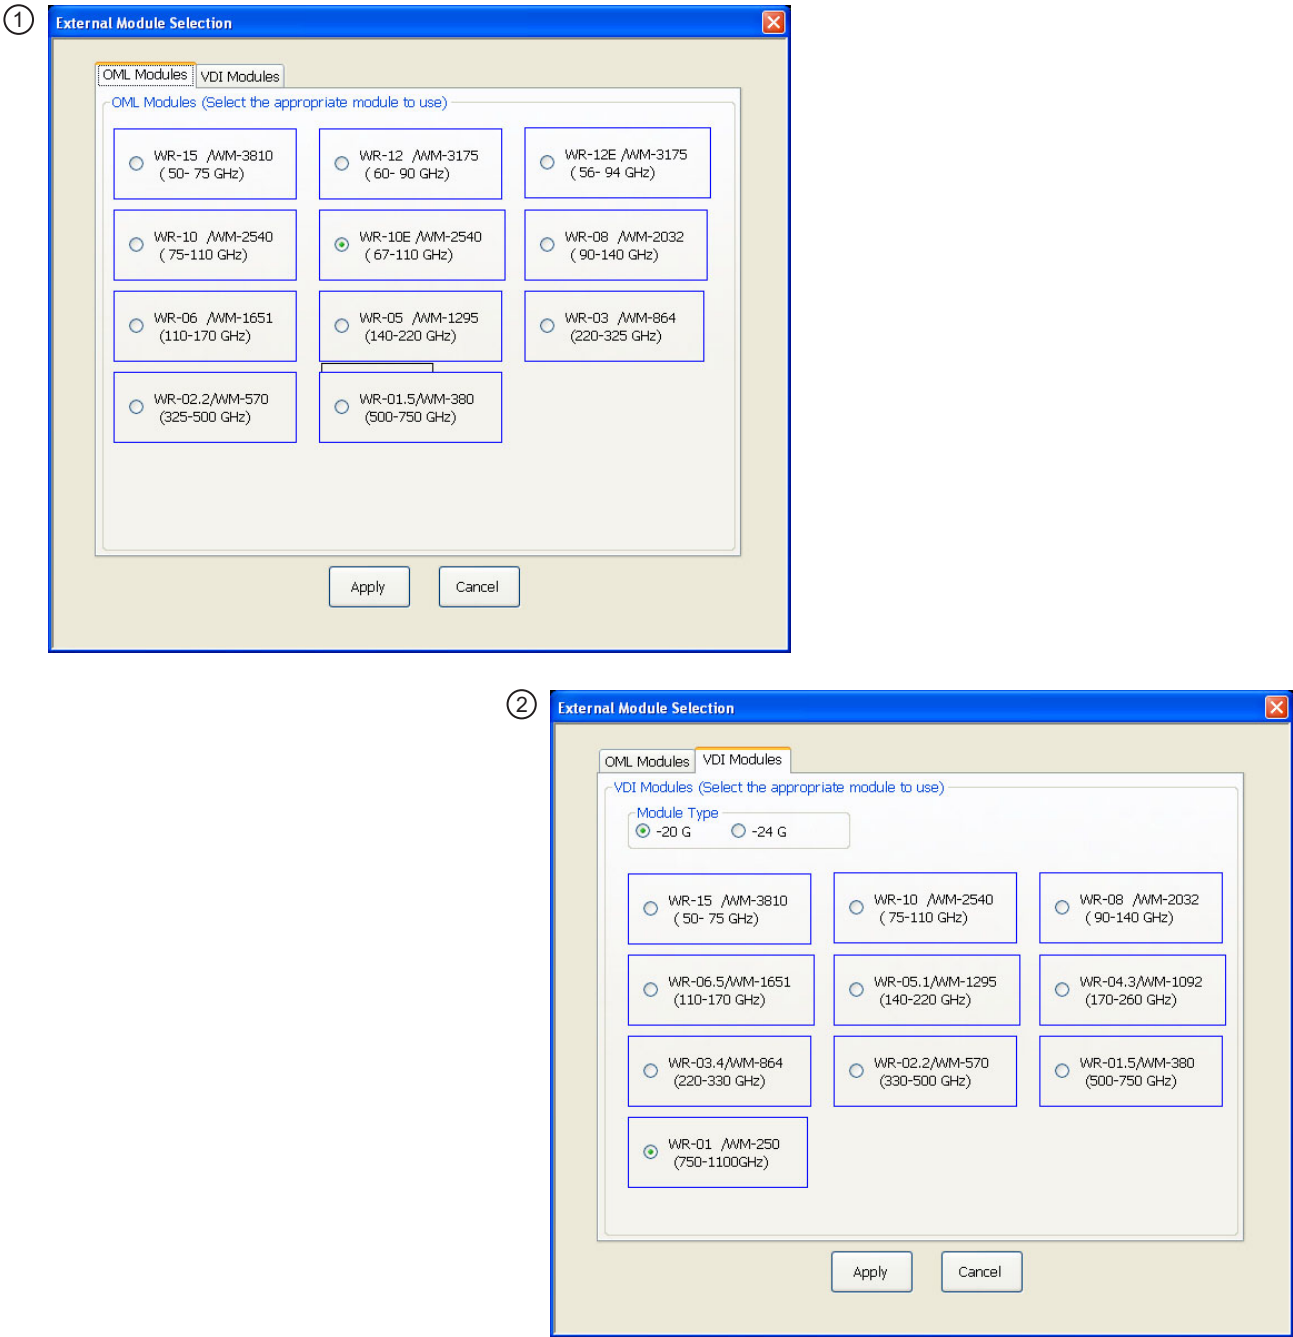 1
External Module Selection
OML Modules VDI Modules
OML Modules (Select the appropriate module to use)
WR-15 /WM-3810 WR-12 /WM-3175 WR-12E /WM-3175
( 50- 75 GHz) ( 60- 90 GHz) ( 56- 94 GHz)
WR-10 /WM-2540 WR-10E /WM-2540 WR-08 /WM-2032
( 75-110 GHz) ( 67-110 GHz) ( 90-140 GHz)
WR-06 /WM-1651 WR-05 /WM-1295 WR-03 /WM-864
(110-170 GHz) (140-220 GHz) (220-325 GHz)
WR-02.2/WM-570 WR-01.5/WM-380
(325-500 GHz) (500-750 GHz)
Apply Cancel
2
External Module Selection
OML Modules VDI Modules
VDI Modules (Select the appropriate module to use)
Module Type
-20 G -24 G
WR-15 /WM-3810 WR-10 /WM-2540 WR-08 /WM-2032
( 50- 75 GHz) ( 75-110 GHz) ( 90-140 GHz)
WR-06.5/WM-1651 WR-05.1/WM-1295 WR-04.3/WM-1092
(110-170 GHz) (140-220 GHz) (170-260 GHz)
WR-03.4/WM-864 WR-02.2/WM-570 WR-01.5/WM-380
(220-330 GHz) (330-500 GHz) (500-750 GHz)
WR-01 /WM-250
(750-1100GHz)
Apply Cancel